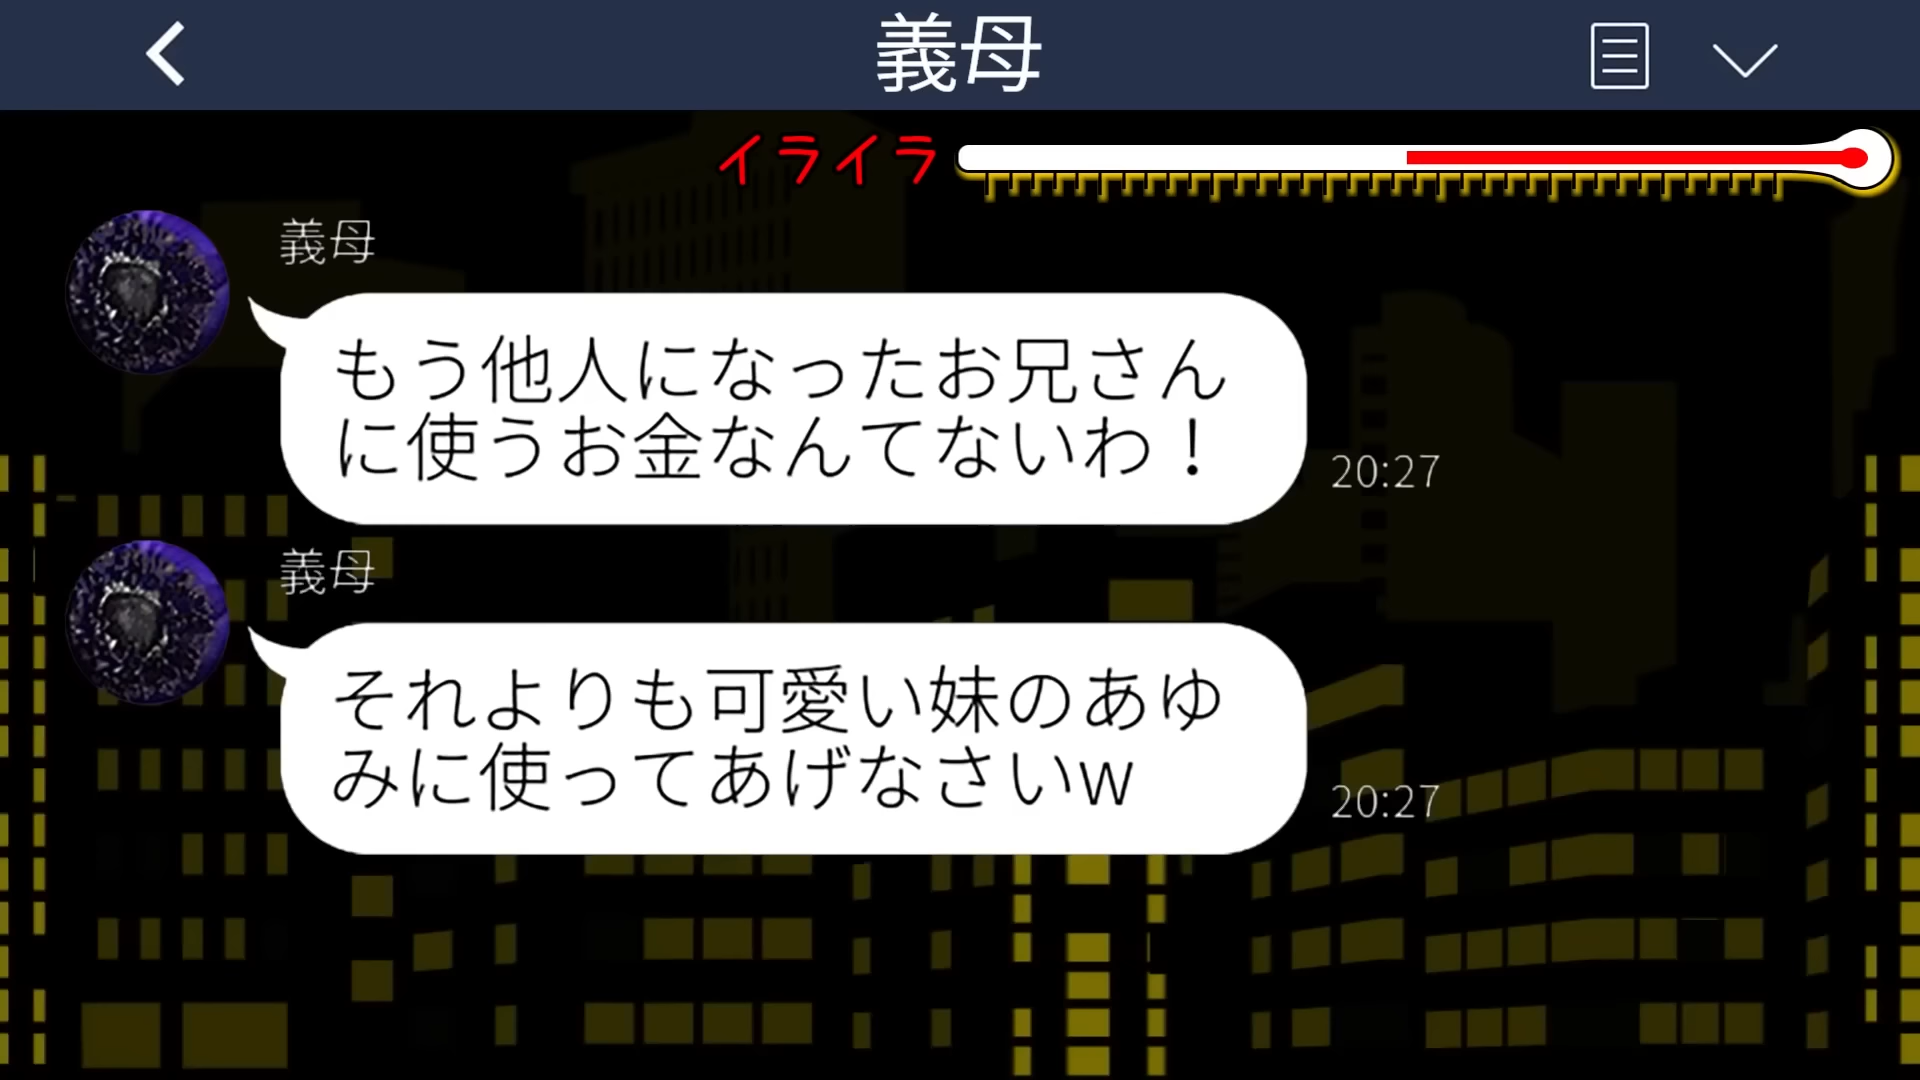 義母
イライラ
義母
もう他人になったお兄さん
に使うお金なんてないわ！
20:27
義母
それよりも可愛い妹のあゆ
みに使ってあげなさいw
20:27